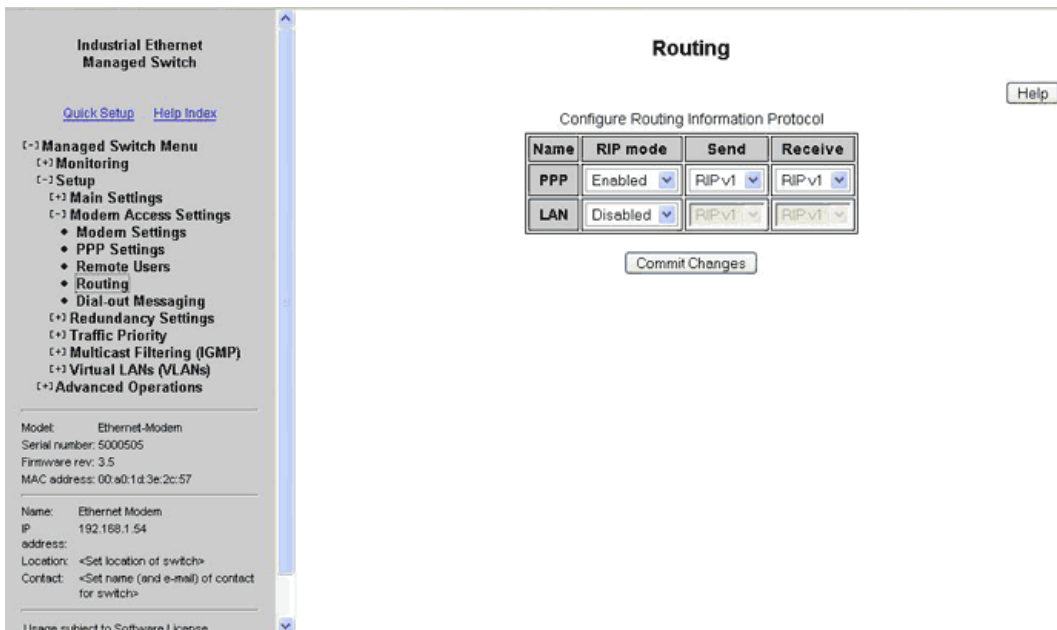 Industrial Ethernet
Managed Switch
Quick Setup Help Index
[-] Managed Switch Menu
[+] Monitoring
[-] Setup
[+] Main Settings
[-] Modem Access Settings
Modem Settings
PPP Settings
Remote Users
Routing
Dial-out Messaging
[+] Redundancy Settings
[+] Traffic Priority
[+] Multicast Filtering (IGMP)
[+] Virtual LANs (VLANs)
[+] Advanced Operations
Model: Ethernet-Modem
Serial number: 5000505
Firmware rev: 3.5
MAC address: 00:a0:1d:3e:2c:57
Name: Ethernet Modem
IP address: 192.168.1.54
Location: <Set location of switch>
Contact: <Set name (and e-mail) of contact
for switch>
Usage subject to Software License
Routing
Help
Configure Routing Information Protocol
Name RIP mode Send Receive
PPP Enabled RIPv1 RIPv1
LAN Disabled RIPv1 RIPv1
Commit Changes